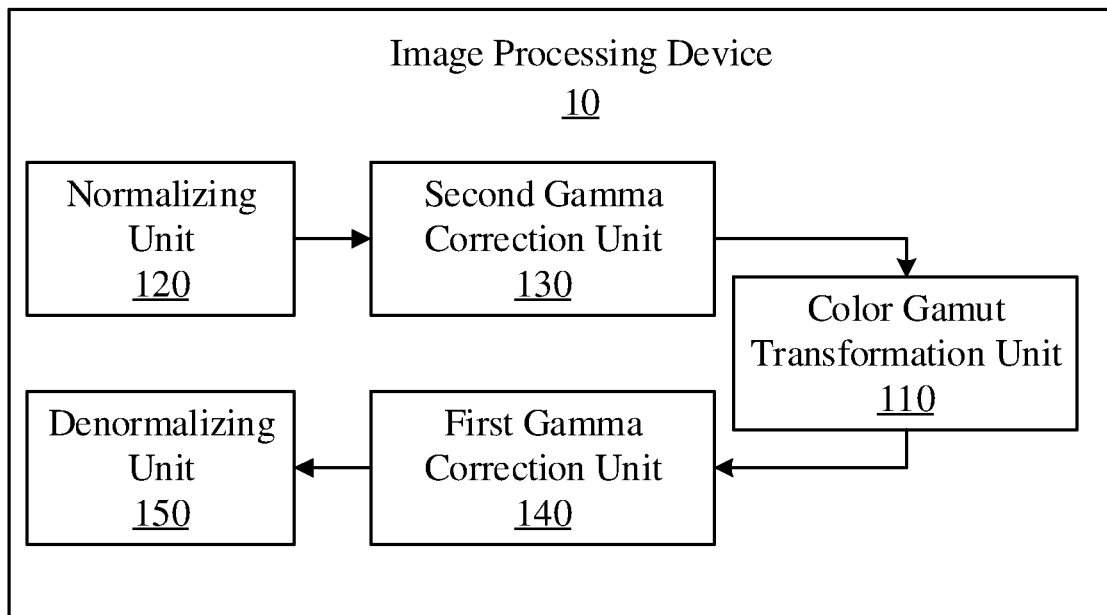 Image Processing Device
10
Normalizing
Unit
120
Second Gamma
Correction Unit
130
Color Gamut
Transformation Unit
110
Denormalizing
Unit
150
First Gamma
Correction Unit
140